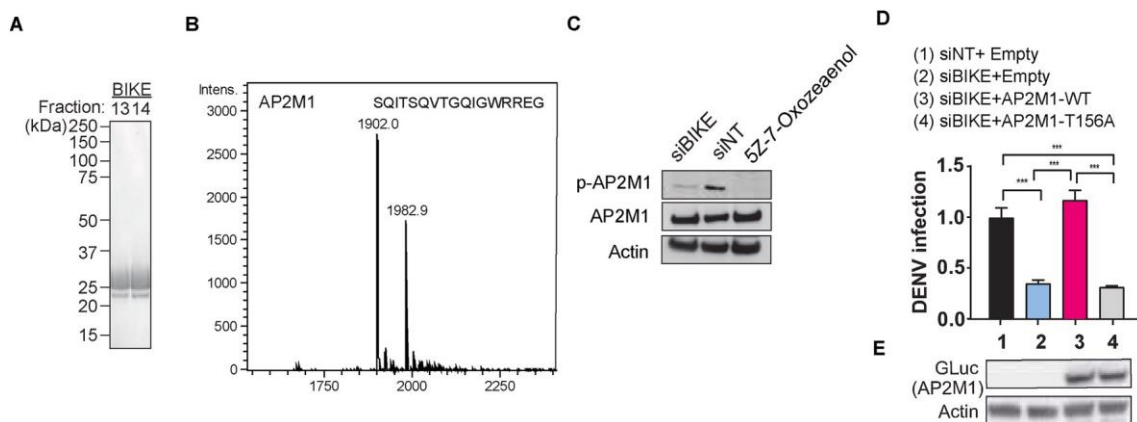 A
BIKE
Fraction: 13 14
(kDa)
250
150
100
75
50
37
25
20
15
B
Intens.
AP2M1 SQITSQVTGQIGWRREG
3000
2500
2000
1500
1000
500
0
1902.0
1982.9
1750 2000 2250
C
siBIKE siNT 5Z-7-Oxozeaenol
p-AP2M1
AP2M1
Actin
D
(1) siNT+ Empty
(2) siBIKE+Empty
(3) siBIKE+AP2M1-WT
(4) siBIKE+AP2M1-T156A
***
*** *** ***
DENV infection
1.0
0.5
0.0
1 2 3 4
E
GLuc
(AP2M1)
Actin